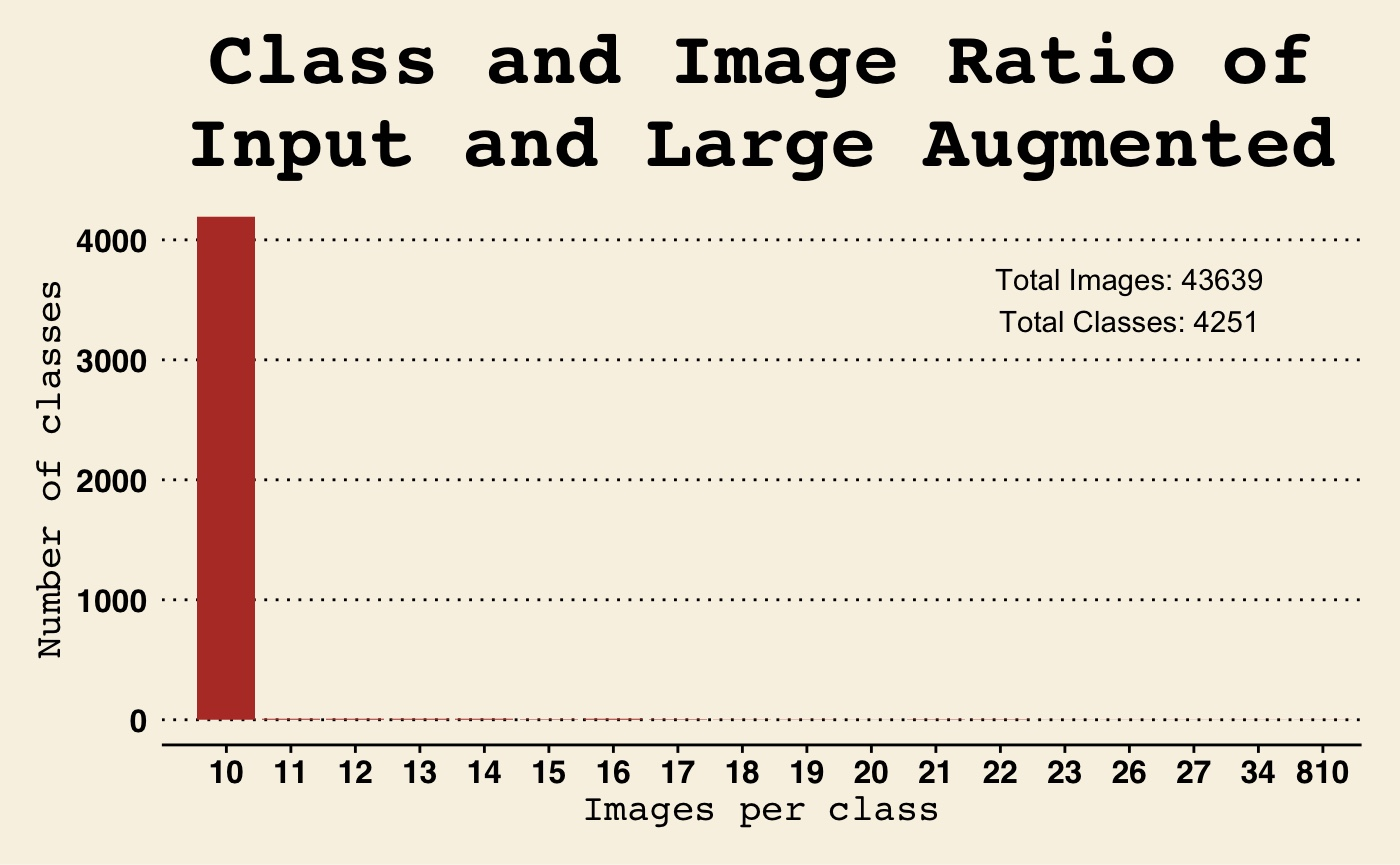 Class and Image Ratio of
Input and Large Augmented
Number of classes
4000
3000
2000
1000
0
Total Images: 43639
Total Classes: 4251
10 11 12 13 14 15 16 17 18 19 20 21 22 23 26 27 34 810
Images per class